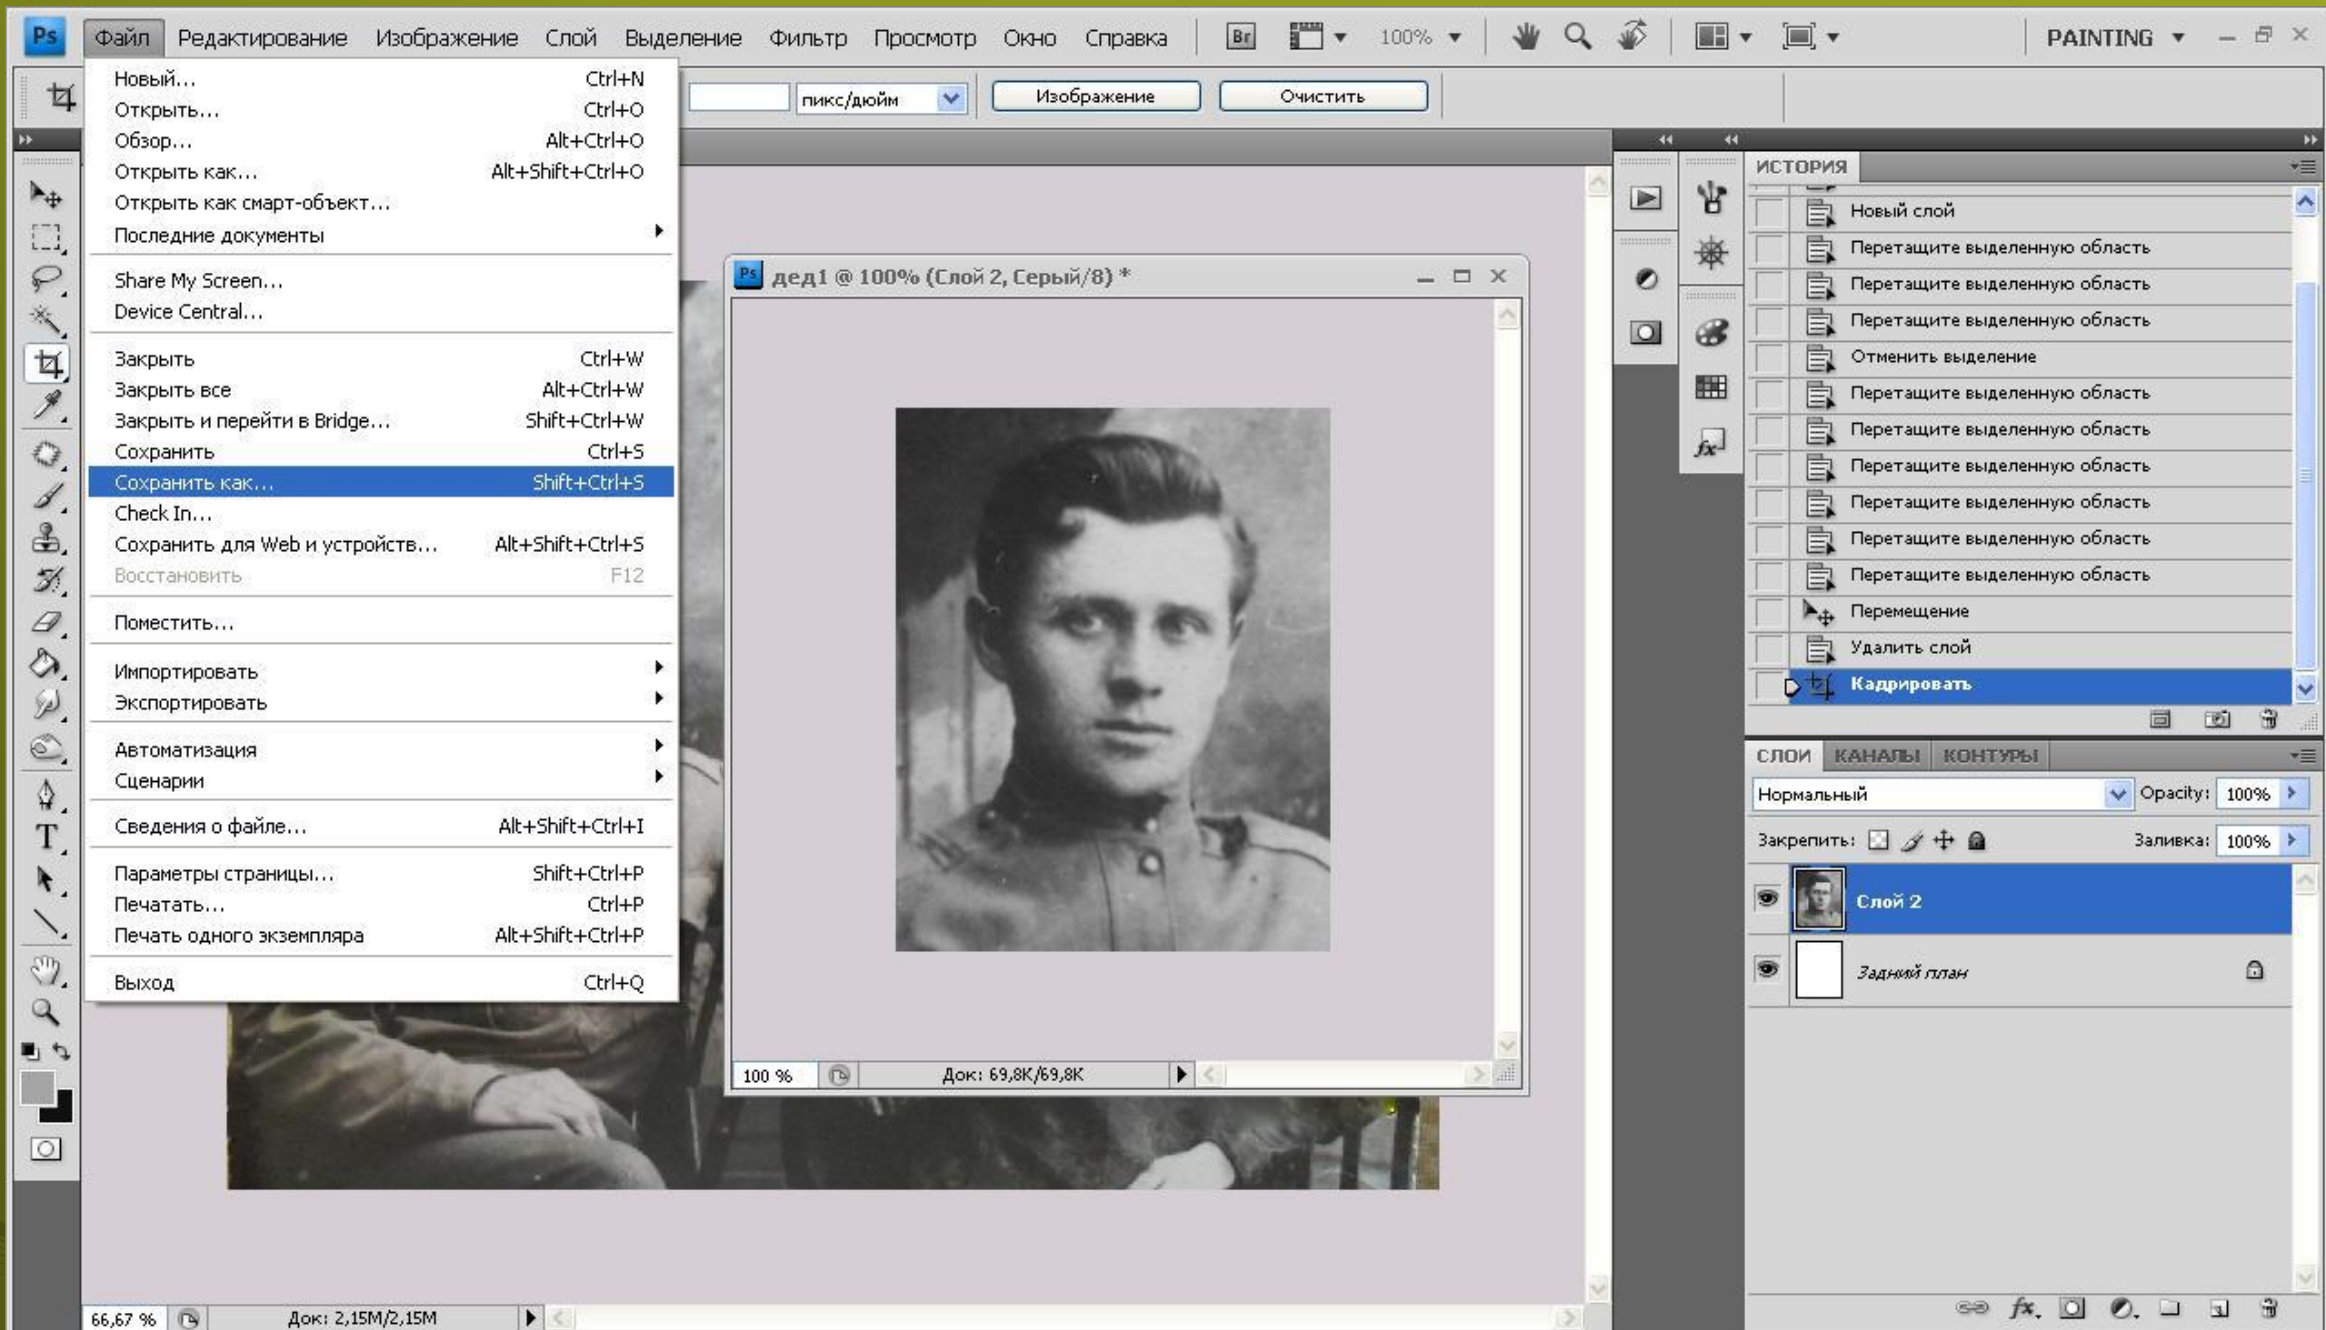 Ps Файл Редактирование Изображение Слой Выделение Фильтр Просмотр Окно Справка Br 100% PAINTING
пикс/дюйм Изображение Очистить
Новый... Ctrl+N
Открыть... Ctrl+O
Обзор... Alt+Ctrl+O
Открыть как... Alt+Shift+Ctrl+O
Открыть как смарт-объект...
Последние документы
Share My Screen...
Device Central...
Закрыть Ctrl+W
Закрыть все Alt+Ctrl+W
Закрыть и перейти в Bridge... Shift+Ctrl+W
Сохранить Ctrl+S
Сохранить как... Shift+Ctrl+S
Check In...
Сохранить для Web и устройств... Alt+Shift+Ctrl+S
Восстановить F12
Поместить...
Импортировать
Экспортировать
Автоматизация
Сценарии
Сведения о файле... Alt+Shift+Ctrl+I
Параметры страницы... Shift+Ctrl+P
Печатать... Ctrl+P
Печать одного экземпляра Alt+Shift+Ctrl+P
Выход Ctrl+Q
Ps дед1 @ 100% (Слой 2, Серый/8) *
100 % Док: 69,8K/69,8K
66,67 % Док: 2,15M/2,15M
ИСТОРИЯ
Новый слой
Перетащите выделенную область
Перетащите выделенную область
Перетащите выделенную область
Отменить выделение
Перетащите выделенную область
Перетащите выделенную область
Перетащите выделенную область
Перетащите выделенную область
Перетащите выделенную область
Перетащите выделенную область
Перемещение
Удалить слой
Кадрировать
СЛОИ КАНАЛЫ КОНТУРЫ
Нормальный Opacity: 100%
Закрепить: Заливка: 100%
Слой 2
Задний план
fx
fx
T